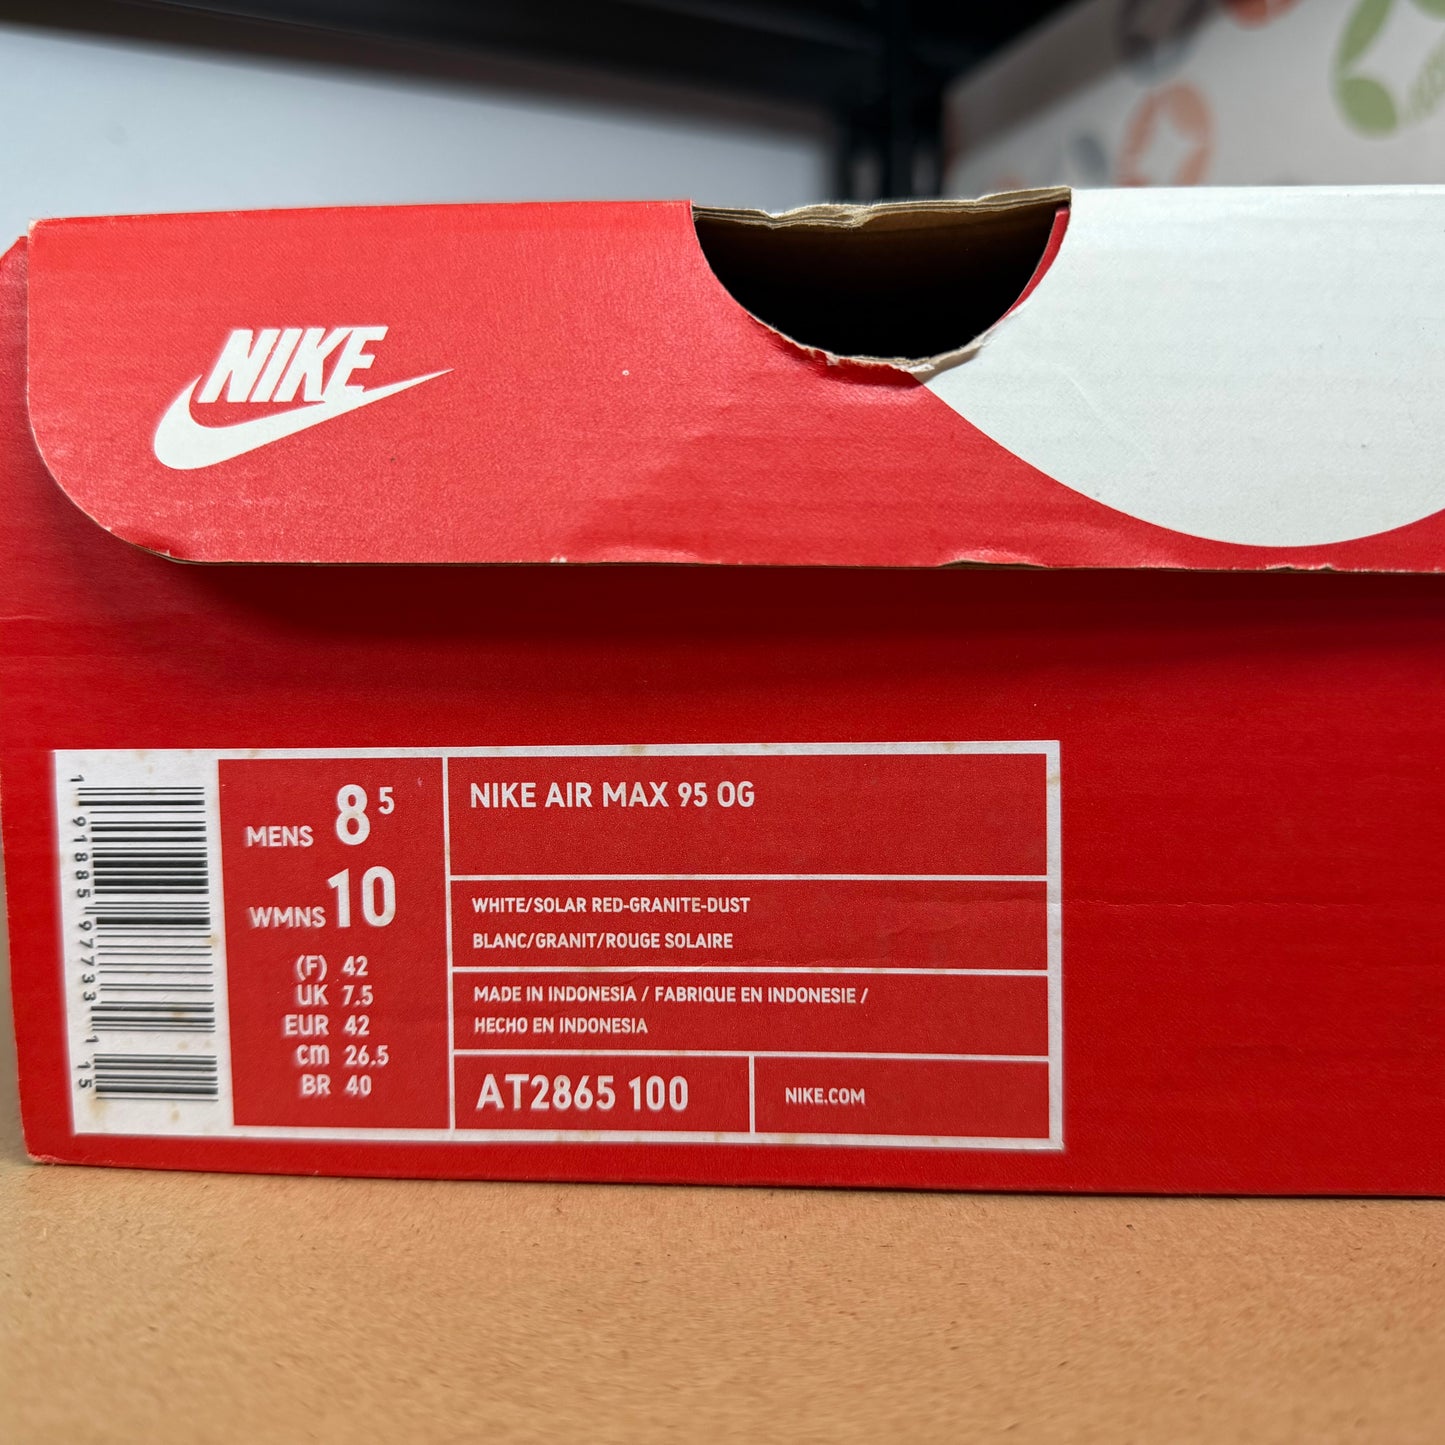 NIKE
MENS 8 5
WMNS 10
(F) 42
UK 7.5
EUR 42
cm 26.5
BR 40
NIKE AIR MAX 95 OG
WHITE/SOLAR RED-GRANITE-DUST
BLANC/GRANIT/ROUGE SOLAIRE
MADE IN INDONESIA / FABRIQUE EN INDONESIE /
HECHO EN INDONESIA
AT2865 100
NIKE.COM
1 91885 97733 1 15